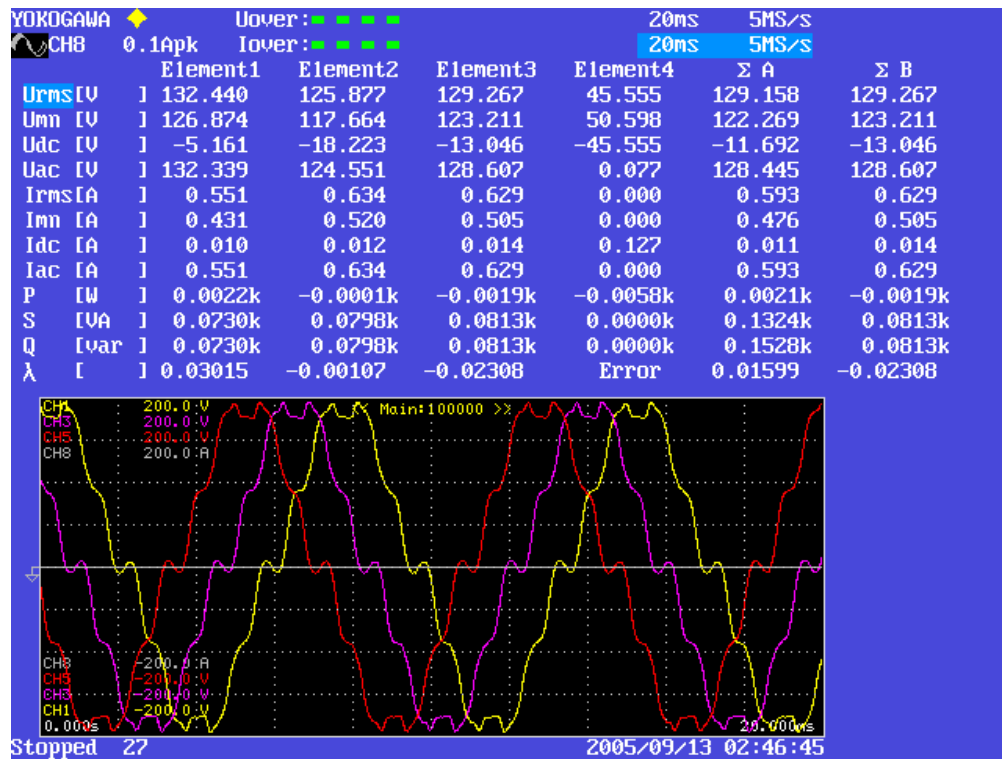 YOKOGAWA Uover: 20ms 5MS/s
CH8 0.1Apk Iover: 20ms 5MS/s
Element1 Element2 Element3 Element4 Σ A Σ B
Urms[V ] 132.440 125.877 129.267 45.555 129.158 129.267
Umn [V ] 126.874 117.664 123.211 50.598 122.269 123.211
Udc [V ] -5.161 -18.223 -13.046 -45.555 -11.692 -13.046
Uac [V ] 132.339 124.551 128.607 0.077 128.445 128.607
Irms[A ] 0.551 0.634 0.629 0.000 0.593 0.629
Imn [A ] 0.431 0.520 0.505 0.000 0.476 0.505
Idc [A ] 0.010 0.012 0.014 0.127 0.011 0.014
Iac [A ] 0.551 0.634 0.629 0.000 0.593 0.629
P [W ] 0.0022k -0.0001k -0.0019k -0.0058k 0.0021k -0.0019k
S [VA ] 0.0730k 0.0798k 0.0813k 0.0000k 0.1324k 0.0813k
Q [var ] 0.0730k 0.0798k 0.0813k 0.0000k 0.1528k 0.0813k
λ [ ] 0.03015 -0.00107 -0.02308 Error 0.01599 -0.02308
CH1 200.0 V << Main:100000 >>
CH3 200.0 V
CH5 200.0 V
CH8 200.0 A
CH8 -200.0 A
CH5 -200.0 V
CH3 -200.0 V
CH1 -200.0 V
0.000s 20.000ms
Stopped 27 2005/09/13 02:46:45